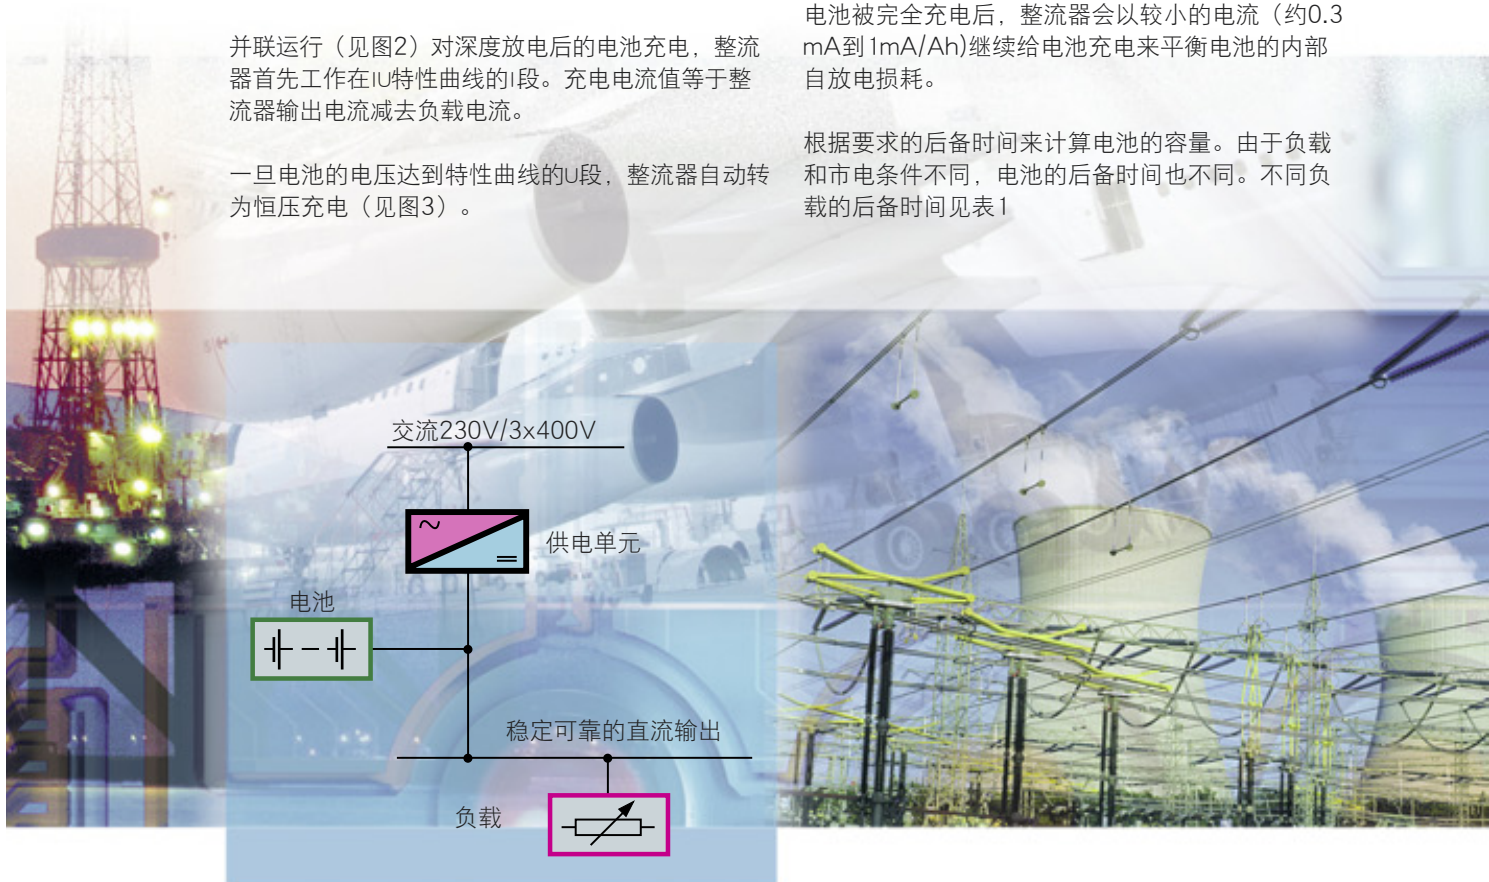 并联运行（见图2）对深度放电后的电池充电，整流
器首先工作在IU特性曲线的I段。充电电流值等于整
流器输出电流减去负载电流。
一旦电池的电压达到特性曲线的U段，整流器自动转
为恒压充电（见图3）。
电池被完全充电后，整流器会以较小的电流（约0.3
mA到1mA/Ah)继续给电池充电来平衡电池的内部
自放电损耗。
根据要求的后备时间来计算电池的容量。由于负载
和市电条件不同，电池的后备时间也不同。不同负
载的后备时间见表1
交流230V/3x400V
供电单元
电池
稳定可靠的直流输出
负载